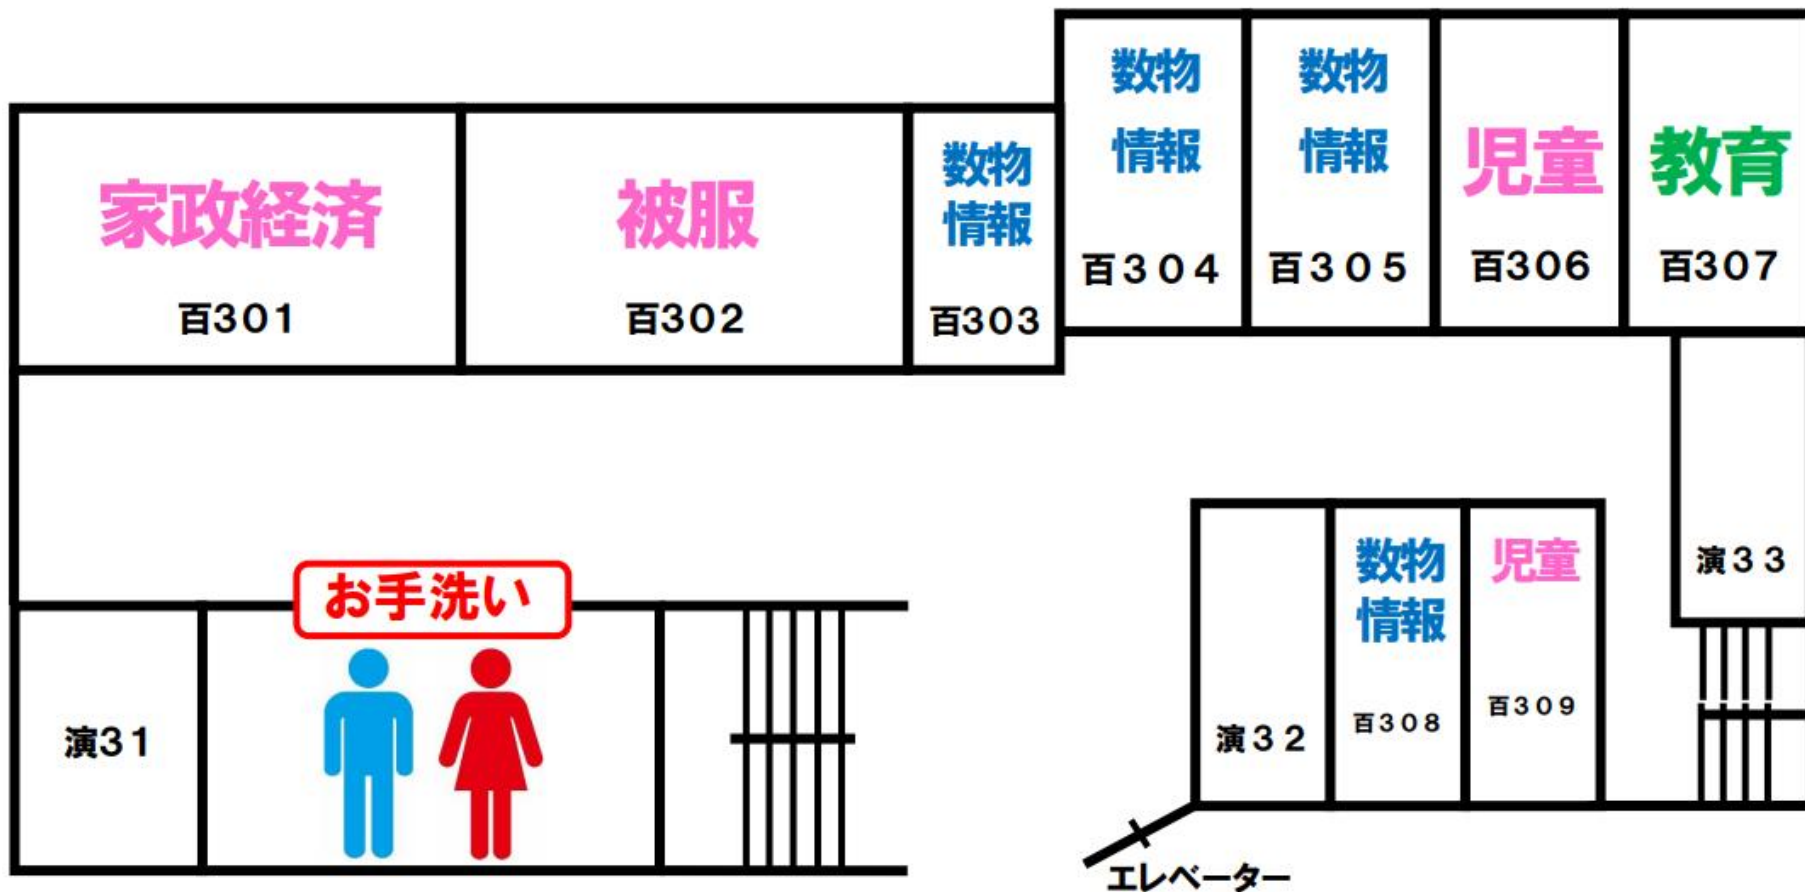 家政経済
百301
被服
百302
数物
情報
百303
数物
情報
百304
数物
情報
百305
児童
百306
教育
百307
演33
お手洗い
演31
演32
数物
情報
百308
児童
百309
エレベーター